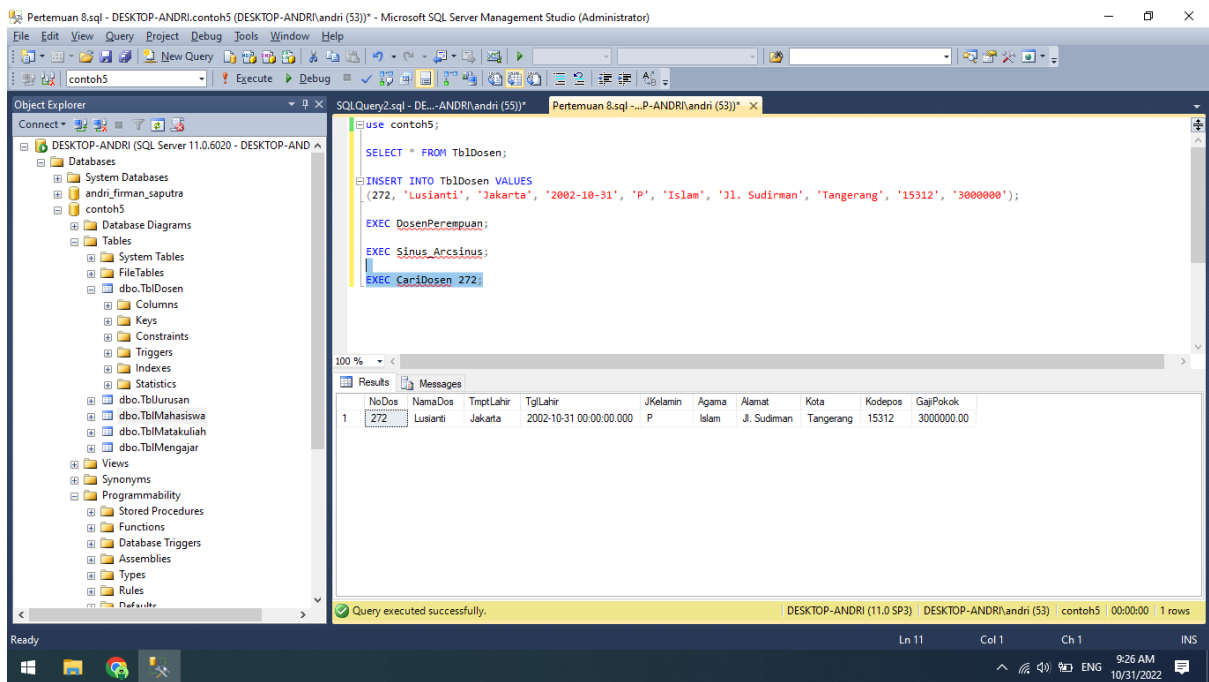 Pertemuan 8.sql - DESKTOP-ANDRI.contoh5 (DESKTOP-ANDRI\andri (53))* - Microsoft SQL Server Management Studio (Administrator)
File Edit View Query Project Debug Tools Window Help
New Query
contoh5 Execute Debug
Object Explorer
SQLQuery2.sql - DE...-ANDRI\andri (55))* Pertemuan 8.sql -...P-ANDRI\andri (53))*
Connect
DESKTOP-ANDRI (SQL Server 11.0.6020 - DESKTOP-AND
Databases
System Databases
andri_firman_saputra
contoh5
Database Diagrams
Tables
System Tables
FileTables
dbo.TblDosen
Columns
Keys
Constraints
Triggers
Indexes
Statistics
dbo.TblJurusan
dbo.TblMahasiswa
dbo.TblMatakuliah
dbo.TblMengajar
Views
Synonyms
Programmability
Stored Procedures
Functions
Database Triggers
Assemblies
Types
Rules
Defaults
use contoh5;
SELECT * FROM TblDosen;
INSERT INTO TblDosen VALUES
(272, 'Lusianti', 'Jakarta', '2002-10-31', 'P', 'Islam', 'Jl. Sudirman', 'Tangerang', '15312', '3000000');
EXEC DosenPerempuan;
EXEC Sinus_Arcsinus;
EXEC CariDosen 272;
100 %
Results Messages
NoDos NamaDos TmptLahir TglLahir JKelamin Agama Alamat Kota Kodepos GajiPokok
1 272 Lusianti Jakarta 2002-10-31 00:00:00.000 P Islam Jl. Sudirman Tangerang 15312 3000000.00
Query executed successfully. DESKTOP-ANDRI (11.0 SP3) DESKTOP-ANDRI\andri (53) contoh5 00:00:00 1 rows
Ready Ln 11 Col 1 Ch 1 INS
ENG 9:26 AM
10/31/2022